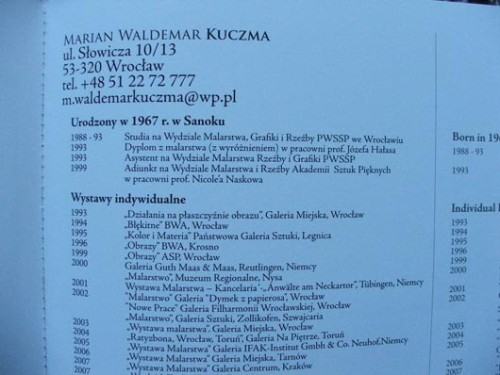 MARIAN WALDEMAR KUCZMA
ul. Słowicza 10/13
53-320 Wrocław
tel. +48 51 22 72 777
m.waldemarkuczma@wp.pl
Urodzony w 1967 r. w Sanoku
1988 - 93 Studia na Wydziale Malarstwa, Grafiki i Rzeźby PWSSP we Wrocławiu
1993 Dyplom z malarstwa (z wyróżnieniem) w pracowni prof. Józefa Hałasa
1993 Asystent na Wydziale Malarstwa Rzeźby i Grafiki PWSSP
1999 Adiunkt na Wydziale Malarstwa i Rzeźby Akademii Sztuk Pięknych
w pracowni prof. Nicole'a Naskowa
Wystawy indywidualne
1993 „Działania na płaszczyźnie obrazu", Galeria Miejska, Wrocław
1994 „Błękitne" BWA, Wrocław
1995 „Kolor i Materia" Państwowa Galeria Sztuki, Legnica
1996 „Obrazy" BWA, Krosno
1999 „Obrazy" ASP, Wrocław
2000 Galeria Guth Maas & Maas, Reutlingen, Niemcy
„Malarstwo", Muzeum Regionalne, Nysa
2001 Wystawa Malarstwa – Kancelaria -„Anwälte am Neckartor", Tübingen, Niemcy
2002 "Malarstwo" Galeria "Dymek z papierosa", Wrocław
"Nowe Prace" Galeria Filharmonii Wrocławskiej, Wrocław
„Malarstwo", Galeria Sztuki, Zollikofen, Szwajcaria
2003 „Wystawa malarstwa". Galeria Miejska, Wrocław
2004 „Ratyzbona, Wrocław, Toruń", Galeria Na Piętrze, Toruń
2005 „Wystawa Malarstwa" Galeria IFAK-Institut GmbH & Co. Neuhof,Niemcy
2006 „Wystawa Malarstwa" Galeria Miejska, Tarnów
2007 „Wystawa Malarstwa" Galeria Centrum, Kraków
2007
Born in 19
1988 - 93
1993
Individual
1993
1994
1995
1996
1999
2000
2001
2002
2003
2004
2005
2006
2007